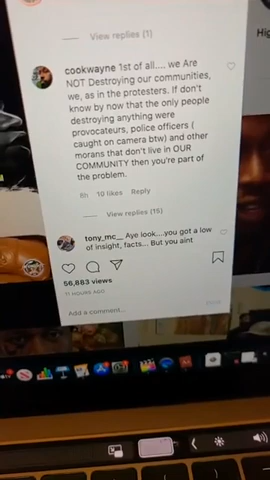 View replies (1)
Hig
cookwayne 1st of all.... we Are
NOT Destroying our communities,
we, as in the protesters. If don't
know by now that the only people
destroying anything were
provocateurs, police officers (
caught on camera btw) and other
morans that don't live in OUR
COMMUNITY then you're part of
the problem.
8h 10 likes Reply
View replies (15)
tony_mc__ Aye look....you got a low
of insight, facts... But you aint
56,883 views
11 HOURS AGO
Add a comment...
Post